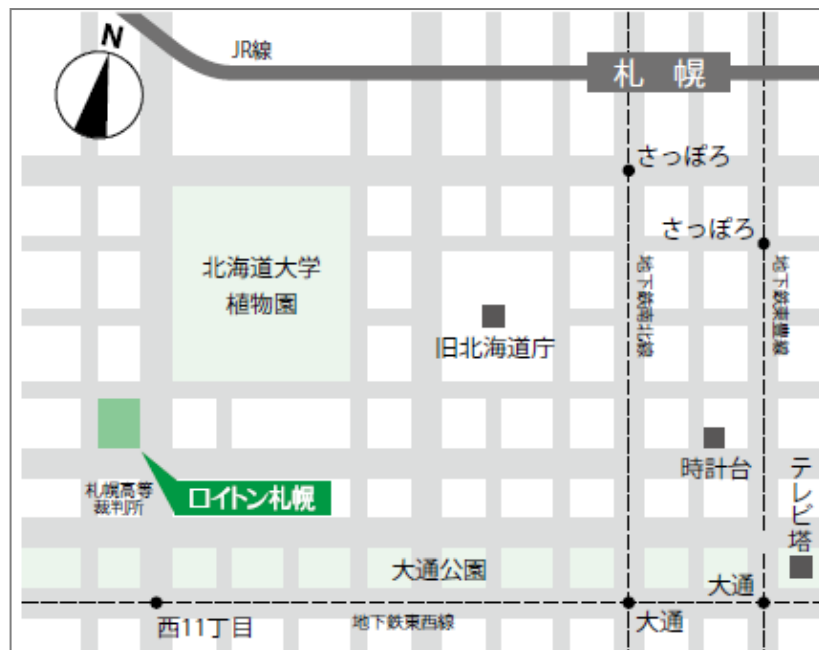 N
JR線
札 幌
さっぽろ
さっぽろ
北海道大学
植物園
地下鉄南北線
地下鉄東豊線
旧北海道庁
時計台
テレビ塔
札幌高等
裁判所
ロイトン札幌
大通公園
大通
西11丁目
地下鉄東西線
大通